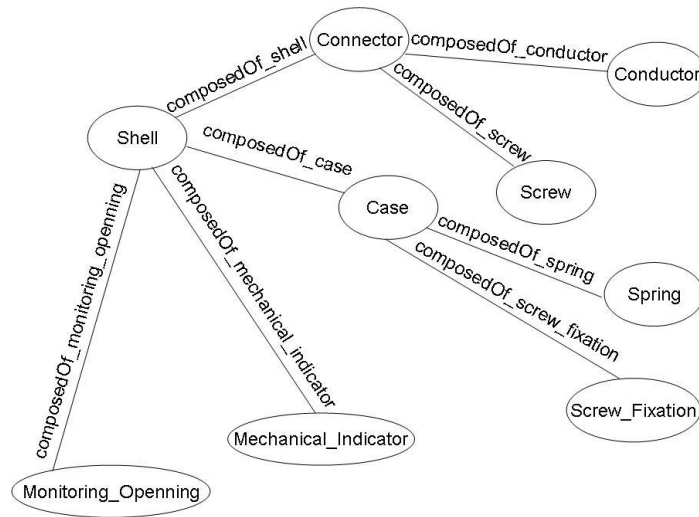 Connector
composedOf_conductor
Conductor
composedOf_shell
composedOf_screw
Shell
composedOf_case
Screw
Case
composedOf_spring
Spring
composedOf_screw_fixation
composedOf_mechanical_indicator
composedOf_monitoring_openning
Screw_Fixation
Mechanical_Indicator
Monitoring_Openning